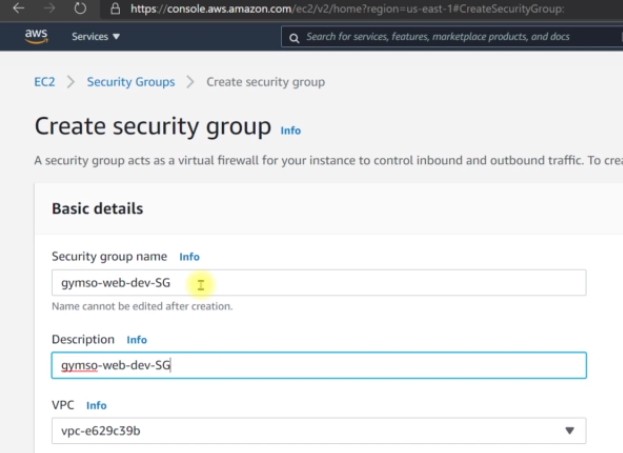 https://console.aws.amazon.com/ec2/v2/home?region=us-east-1#CreateSecurityGroup:
aws Services ▼ Search for services, features, marketplace products, and docs
EC2 > Security Groups > Create security group
Create security group Info
A security group acts as a virtual firewall for your instance to control inbound and outbound traffic. To
Basic details
Security group name Info
gymso-web-dev-SG
Name cannot be edited after creation.
Description Info
gymso-web-dev-SG
VPC Info
vpc-e629c39b